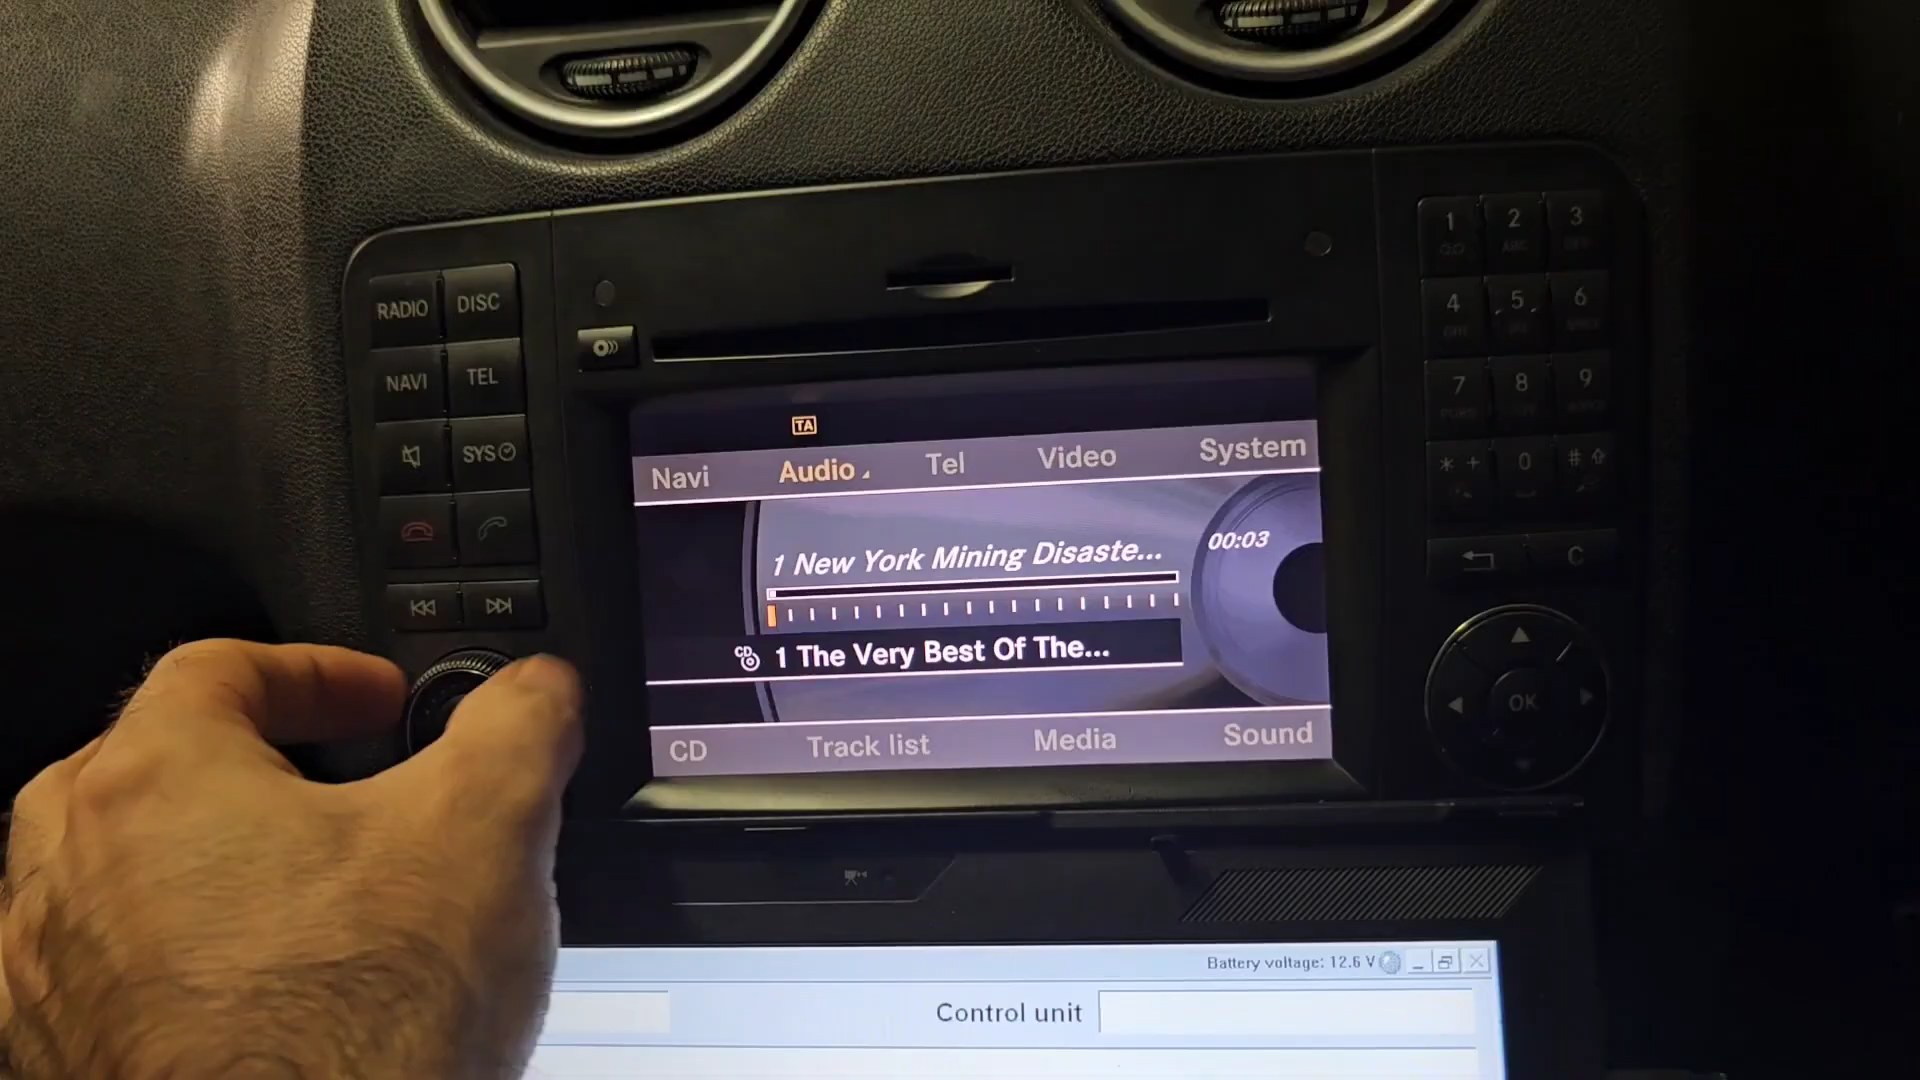 RADIO DISC
NAVI TEL
SYS
TA
Navi Audio Tel Video System
1 New York Mining Disaste...
00:03
CD 1 The Very Best Of The...
CD Track list Media Sound
1 2 3
ABC
4 5 6
7 8 9
* + 0 #
C
OK
Battery voltage: 12.6 V
Control unit